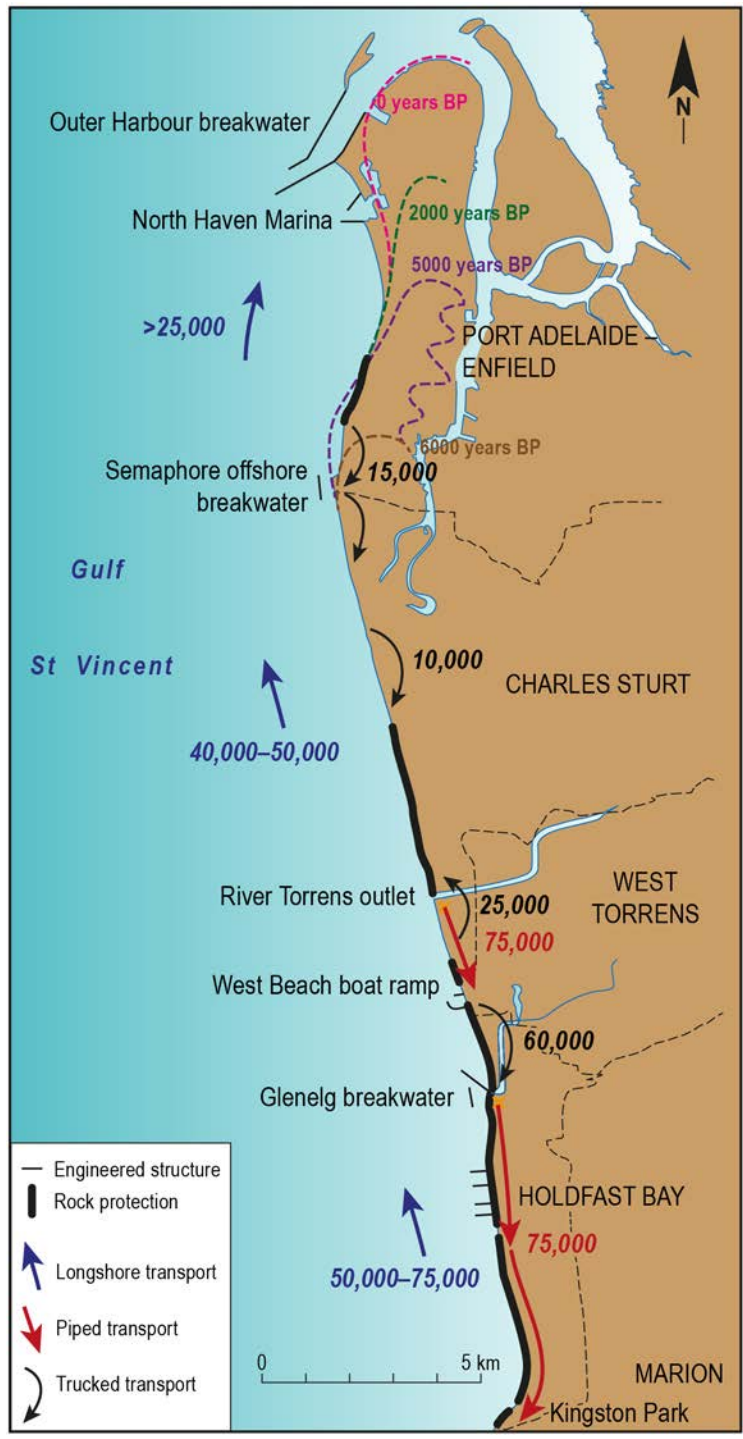 N
Outer Harbour breakwater
0 years BP
North Haven Marina
2000 years BP
5000 years BP
>25,000
PORT ADELAIDE –
ENFIELD
6000 years BP
Semaphore offshore
breakwater
15,000
Gulf
St Vincent
10,000
CHARLES STURT
40,000–50,000
River Torrens outlet
25,000
WEST
TORRENS
75,000
West Beach boat ramp
60,000
Glenelg breakwater
HOLDFAST BAY
75,000
50,000–75,000
Engineered structure
Rock protection
Longshore transport
Piped transport
Trucked transport
0
5 km
MARION
Kingston Park